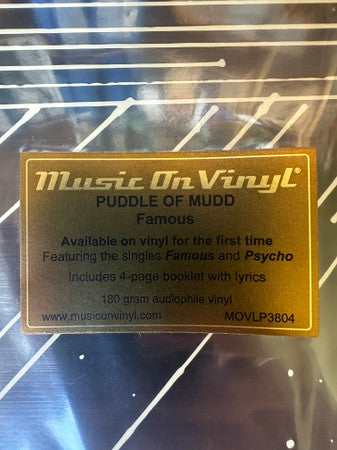 Music On Vinyl®
PUDDLE OF MUDD
Famous
Available on vinyl for the first time
Featuring the singles Famous and Psycho
Includes 4-page booklet with lyrics
180 gram audiophile vinyl
www.musiconvinyl.com MOVLP3804